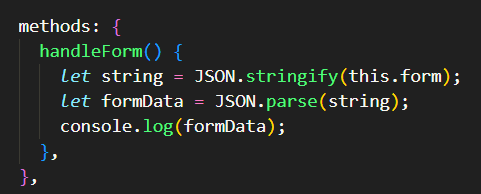 methods: {
handleForm() {
let string = JSON.stringify(this.form);
let formData = JSON.parse(string);
console.log(formData);
},
},